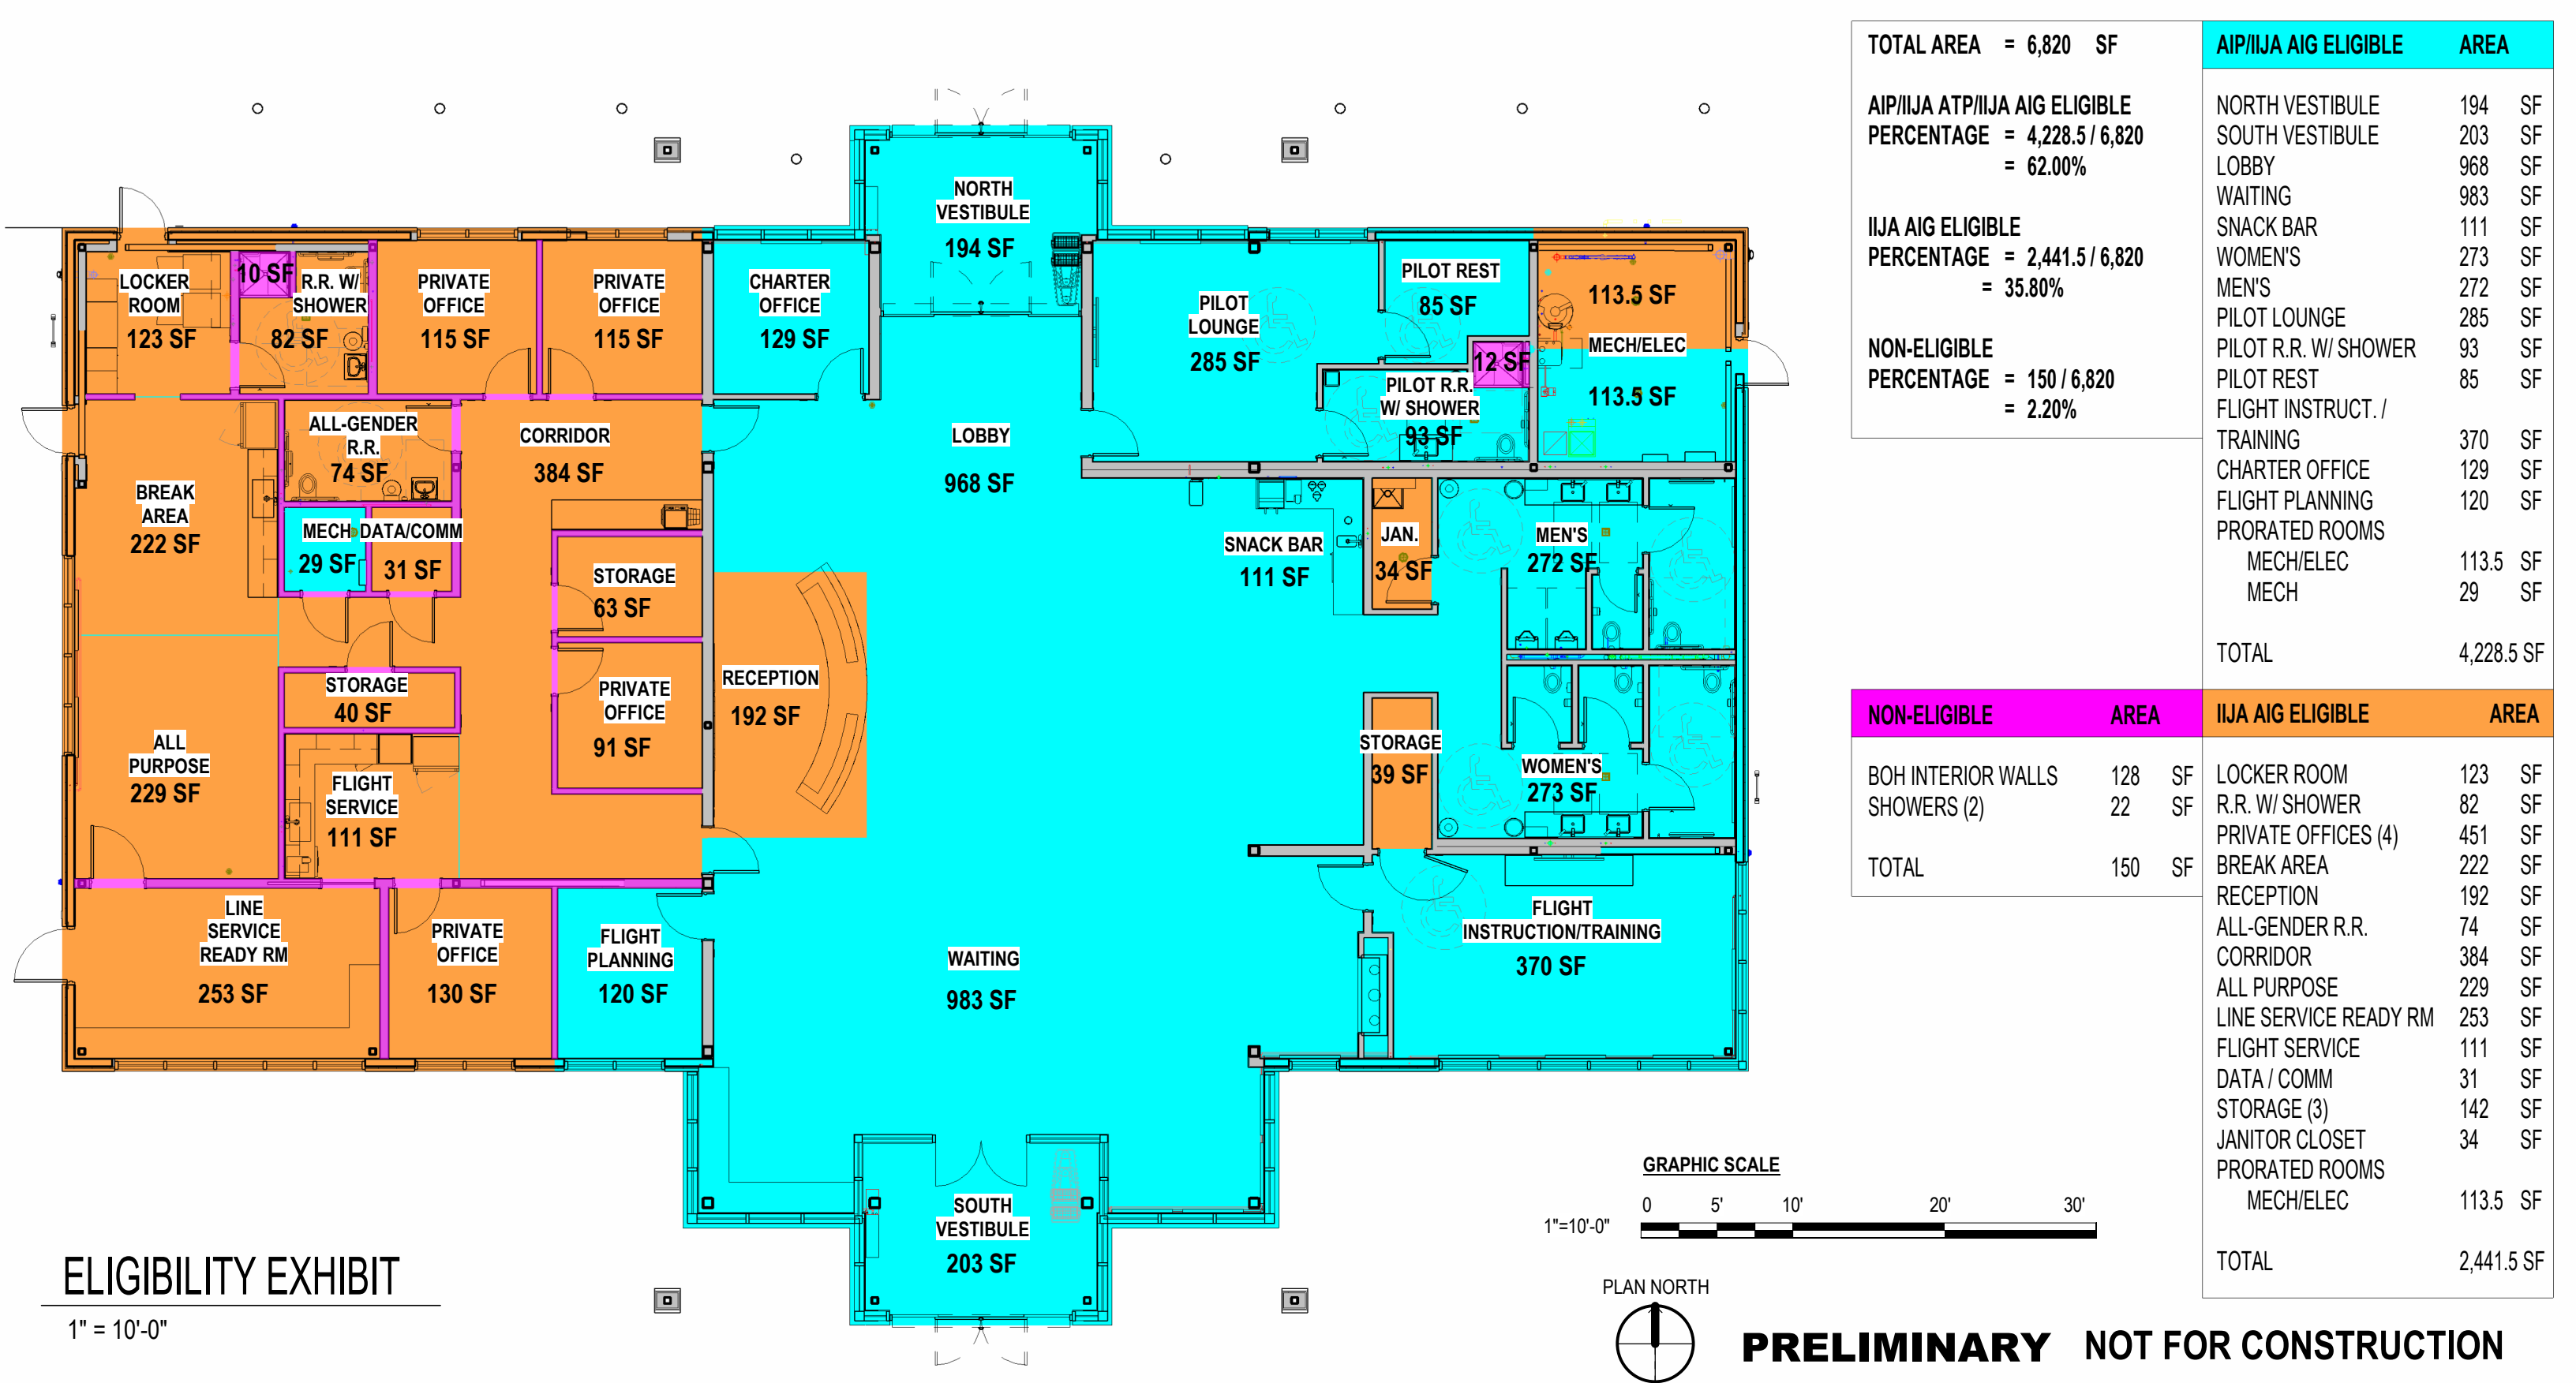 TOTAL AREA = 6,820 SF
AIP/IIJA ATP/IIJA AIG ELIGIBLE
PERCENTAGE = 4,228.5 / 6,820
= 62.00%
IIJA AIG ELIGIBLE
PERCENTAGE = 2,441.5 / 6,820
= 35.80%
NON-ELIGIBLE
PERCENTAGE = 150 / 6,820
= 2.20%
AIP/IIJA AIG ELIGIBLE AREA
NORTH VESTIBULE 194 SF
SOUTH VESTIBULE 203 SF
LOBBY 968 SF
WAITING 983 SF
SNACK BAR 111 SF
WOMEN'S 273 SF
MEN'S 272 SF
PILOT LOUNGE 285 SF
PILOT R.R. W/ SHOWER 93 SF
PILOT REST 85 SF
FLIGHT INSTRUCT. /
TRAINING 370 SF
CHARTER OFFICE 129 SF
FLIGHT PLANNING 120 SF
PRORATED ROOMS
MECH/ELEC 113.5 SF
MECH 29 SF
TOTAL 4,228.5 SF
NON-ELIGIBLE AREA
BOH INTERIOR WALLS 128 SF
SHOWERS (2) 22 SF
TOTAL 150 SF
IIJA AIG ELIGIBLE AREA
LOCKER ROOM 123 SF
R.R. W/ SHOWER 82 SF
PRIVATE OFFICES (4) 451 SF
BREAK AREA 222 SF
RECEPTION 192 SF
ALL-GENDER R.R. 74 SF
CORRIDOR 384 SF
ALL PURPOSE 229 SF
LINE SERVICE READY RM 253 SF
FLIGHT SERVICE 111 SF
DATA / COMM 31 SF
STORAGE (3) 142 SF
JANITOR CLOSET 34 SF
PRORATED ROOMS
MECH/ELEC 113.5 SF
TOTAL 2,441.5 SF
NORTH
VESTIBULE
194 SF
LOCKER
ROOM
123 SF
10 SF
R.R. W/
SHOWER
82 SF
PRIVATE
OFFICE
115 SF
PRIVATE
OFFICE
115 SF
CHARTER
OFFICE
129 SF
PILOT
LOUNGE
285 SF
PILOT REST
85 SF
12 SF
PILOT R.R.
W/ SHOWER
93 SF
113.5 SF
MECH/ELEC
113.5 SF
ALL-GENDER
R.R.
74 SF
CORRIDOR
384 SF
LOBBY
968 SF
BREAK
AREA
222 SF
MECH
29 SF
DATA/COMM
31 SF
STORAGE
63 SF
SNACK BAR
111 SF
JAN.
34 SF
MEN'S
272 SF
STORAGE
40 SF
PRIVATE
OFFICE
91 SF
RECEPTION
192 SF
ALL
PURPOSE
229 SF
FLIGHT
SERVICE
111 SF
STORAGE
39 SF
WOMEN'S
273 SF
LINE
SERVICE
READY RM
253 SF
PRIVATE
OFFICE
130 SF
FLIGHT
PLANNING
120 SF
WAITING
983 SF
FLIGHT
INSTRUCTION/TRAINING
370 SF
SOUTH
VESTIBULE
203 SF
GRAPHIC SCALE
0 5' 10' 20' 30'
1"=10'-0"
PLAN NORTH
ELIGIBILITY EXHIBIT
1" = 10'-0"
PRELIMINARY NOT FOR CONSTRUCTION